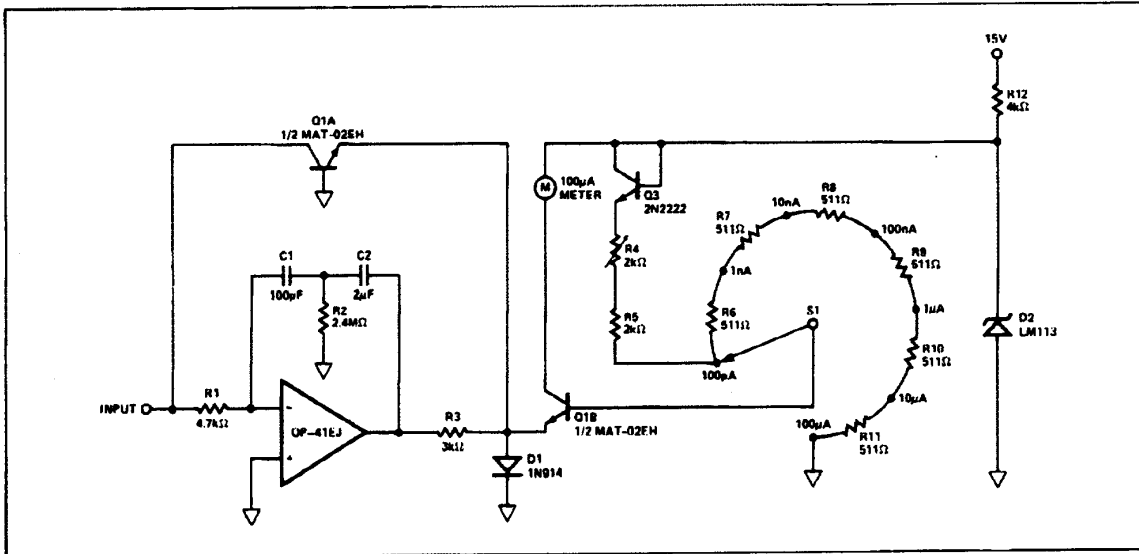 15V
R12
4kΩ
Q1A
1/2 MAT-02EH
M
100μA
METER
Q3
2N2222
R8
511Ω
10nA
R7
511Ω
100nA
R9
511Ω
R4
2kΩ
1nA
C1
100pF
C2
2μF
R2
2.4MΩ
R6
511Ω
S1
1μA
D2
LM113
R5
2kΩ
R10
511Ω
100pA
10μA
INPUT
R1
4.7kΩ
−
+
OP-41EJ
R3
3kΩ
Q1B
1/2 MAT-02EH
100μA
R11
511Ω
D1
1N914